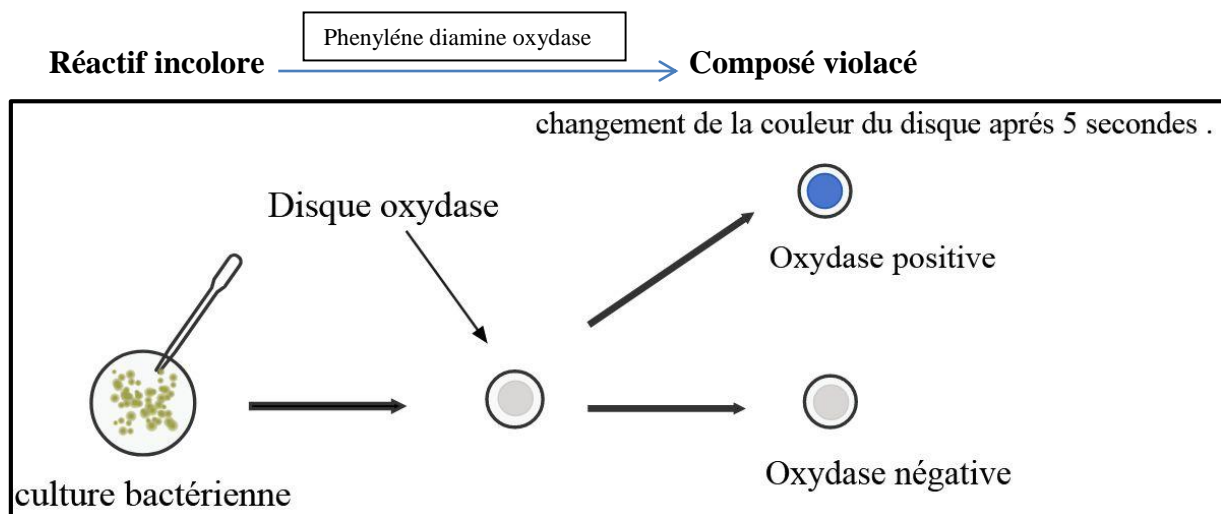 Phenyléne diamine oxydase
Réactif incolore
Composé violacé
changement de la couleur du disque aprés 5 secondes .
Disque oxydase
Oxydase positive
Oxydase négative
culture bactérienne